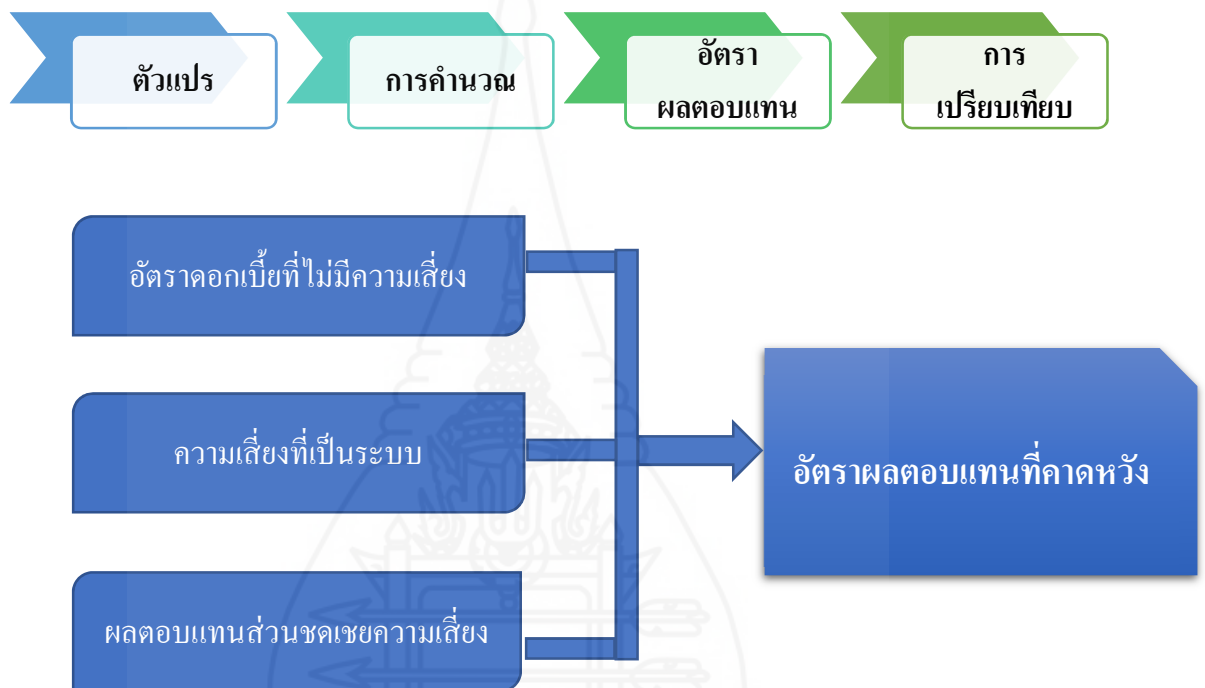 ตัวแปร
การคำนวณ
อัตรา
ผลตอบแทน
การ
เปรียบเทียบ
อัตราดอกเบี้ยที่ไม่มีความเสี่ยง
ความเสี่ยงที่เป็นระบบ
อัตราผลตอบแทนที่คาดหวัง
ผลตอบแทนส่วนชดเชยความเสี่ยง